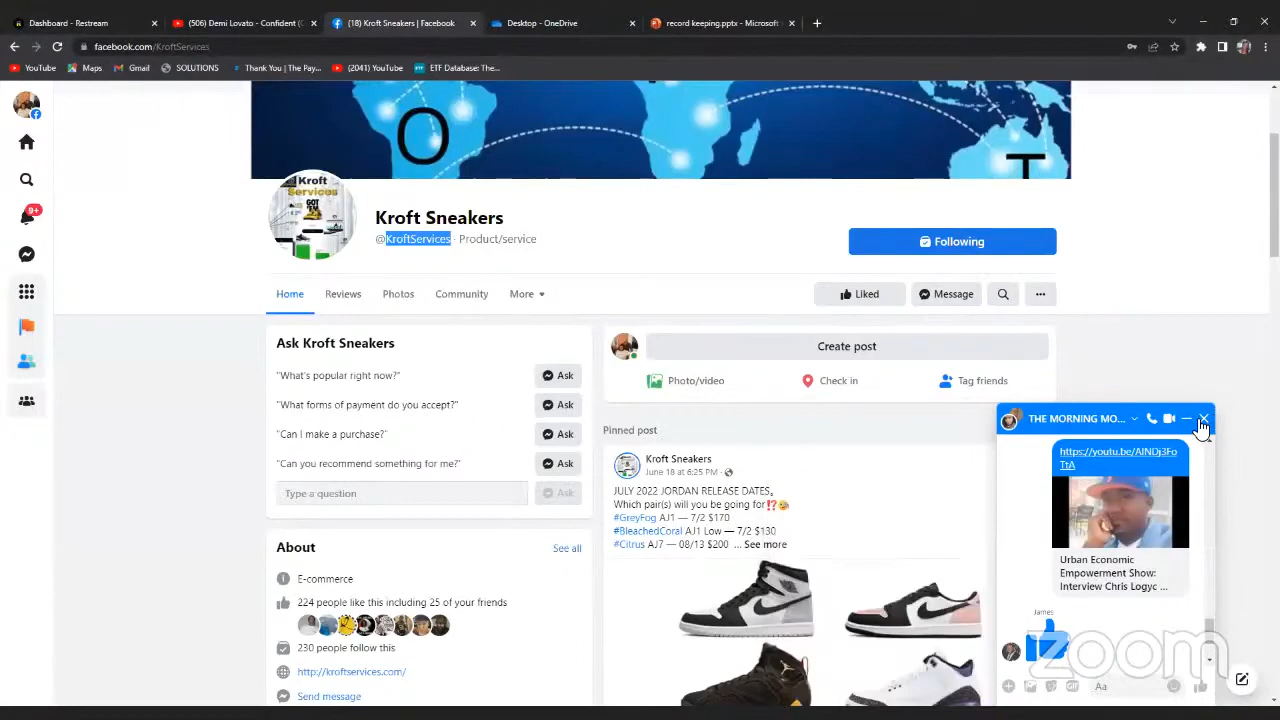 Dashboard - Restream
(506) Demi Lovato - Confident (
(18) Kroft Sneakers | Facebook
Desktop - OneDrive
record keeping.pptx - Microsoft
facebook.com/KroftServices
YouTube
Maps
Gmail
SOLUTIONS
Thank You | The Pay...
(2041) YouTube
ETF Database: The...
O
T
Kroft
Services
GOT
'EM
Kroft Sneakers
@KroftServices · Product/service
Following
9+
Home
Reviews
Photos
Community
More
Liked
Message
Ask Kroft Sneakers
"What's popular right now?"
Ask
"What forms of payment do you accept?"
Ask
"Can I make a purchase?"
Ask
"Can you recommend something for me?"
Ask
Type a question
Ask
About
See all
E-commerce
224 people like this including 25 of your friends
230 people follow this
http://kroftservices.com/
Send message
Create post
Photo/video
Check in
Tag friends
Pinned post
Kroft Sneakers
June 18 at 6:25 PM ·
JULY 2022 JORDAN RELEASE DATES,
Which pair(s) will you be going for⁉️🤣
#GreyFog AJ1 — 7/2 $170
#BleachedCoral AJ1 Low — 7/2 $130
#Citrus AJ7 — 08/13 $200 ... See more
THE MORNING MO...
https://youtu.be/AlNDj3Fo
TtA
Urban Economic
Empowerment Show:
Interview Chris Logyc ...
James
GIF
Aa
zoom